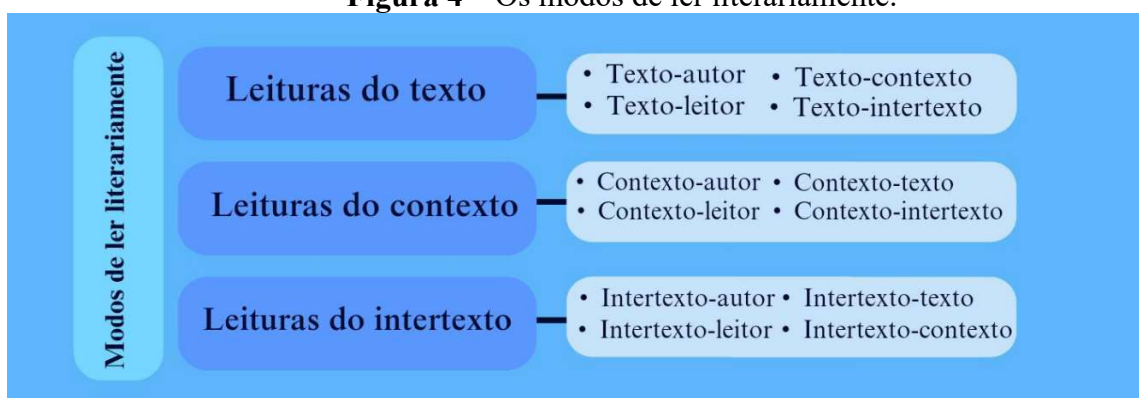 Figura 4 – Os modos de ler literariamente.
Modos de ler literariamente
Leituras do texto
• Texto-autor • Texto-contexto
• Texto-leitor • Texto-intertexto
Leituras do contexto
• Contexto-autor • Contexto-texto
• Contexto-leitor • Contexto-intertexto
Leituras do intertexto
• Intertexto-autor • Intertexto-texto
• Intertexto-leitor • Intertexto-contexto